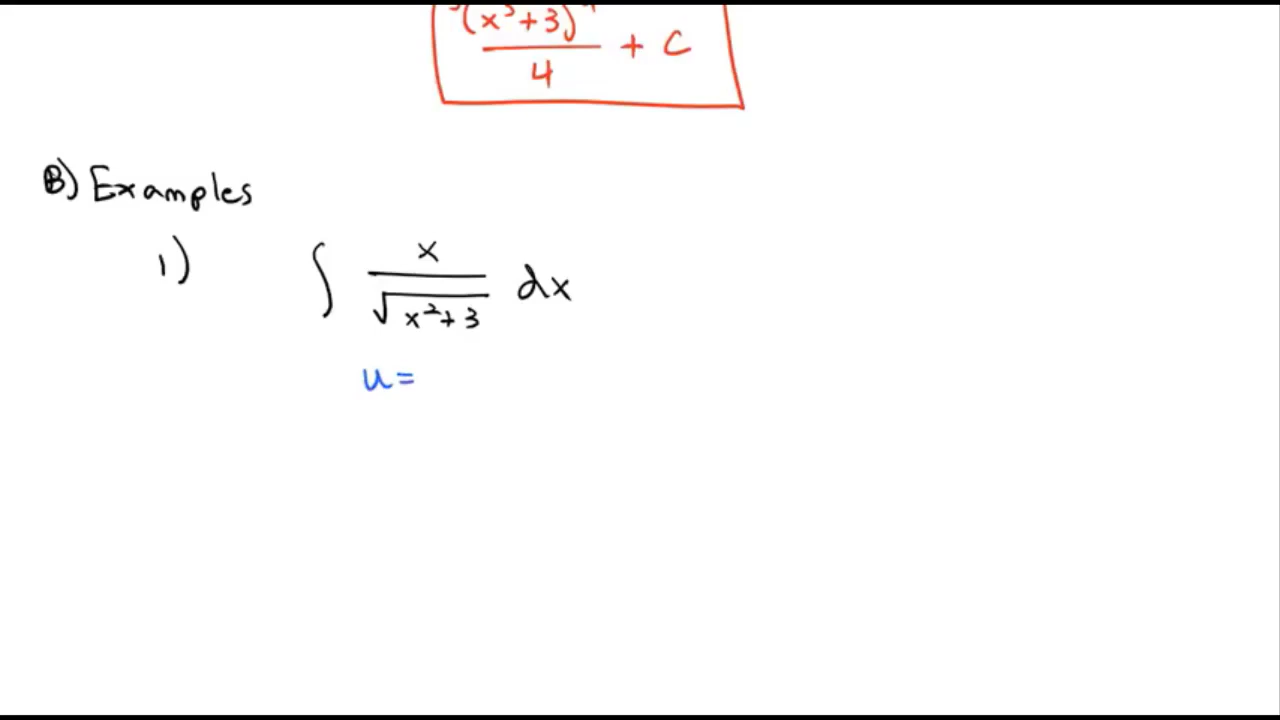 (x³+3)
4 + C
B) Examples
1) ∫ x / √(x²+3) dx
u=